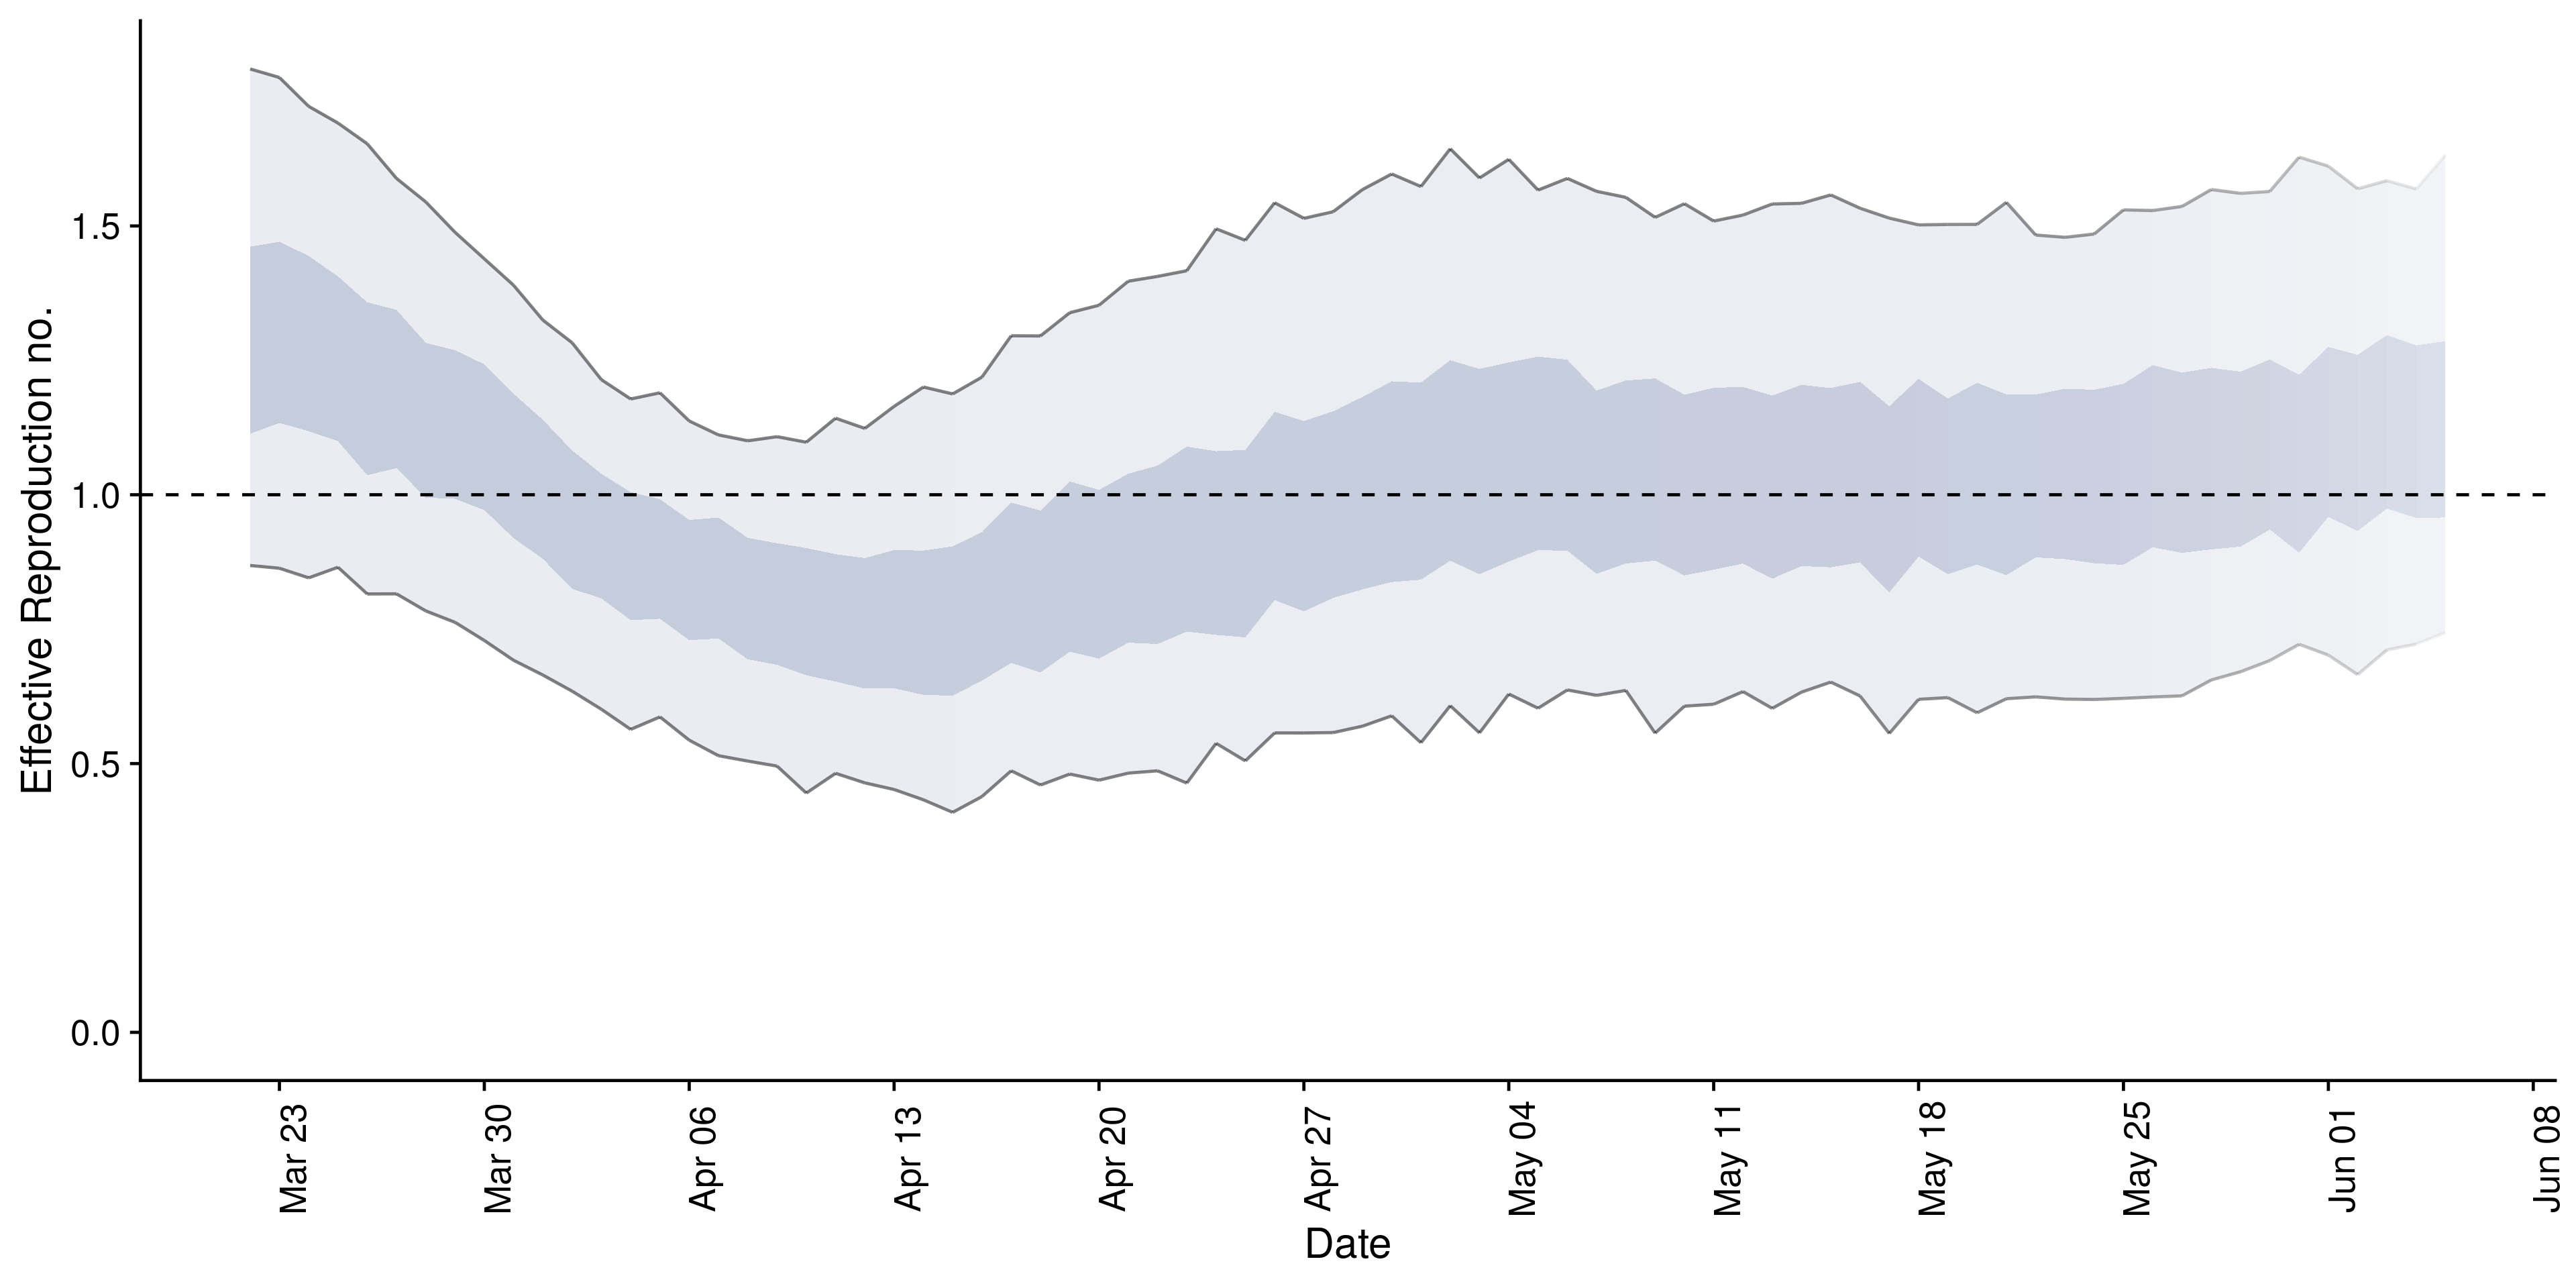 Effective Reproduction no.
1.5
1.0
0.5
0.0
Mar 23
Mar 30
Apr 06
Apr 13
Apr 20
Apr 27
May 04
May 11
May 18
May 25
Jun 01
Jun 08
Date